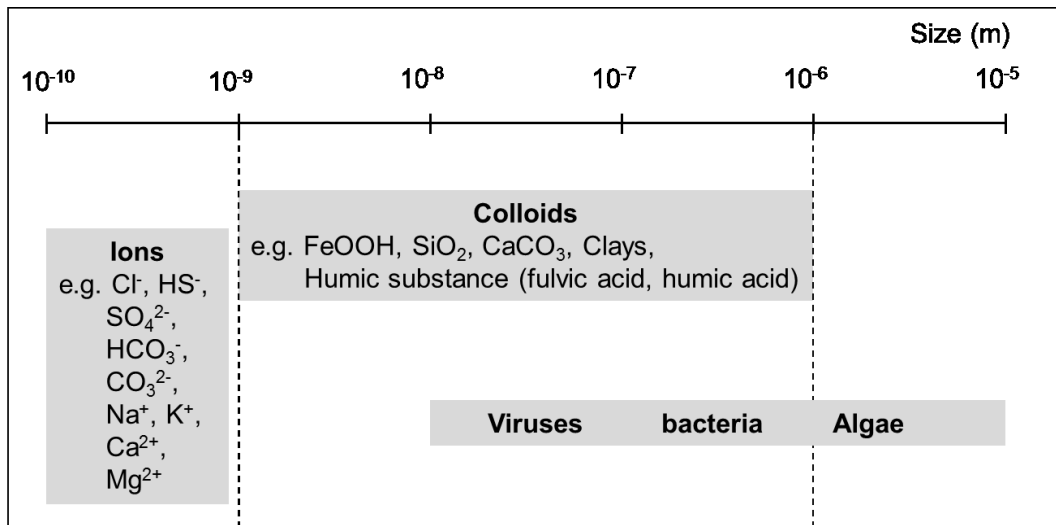 Size (m)
10⁻¹⁰ 10⁻⁹ 10⁻⁸ 10⁻⁷ 10⁻⁶ 10⁻⁵
Colloids
e.g. FeOOH, SiO₂, CaCO₃, Clays,
Humic substance (fulvic acid, humic acid)
Ions
e.g. Cl⁻, HS⁻,
SO₄²⁻,
HCO₃⁻,
CO₃²⁻,
Na⁺, K⁺,
Ca²⁺,
Mg²⁺
Viruses bacteria Algae